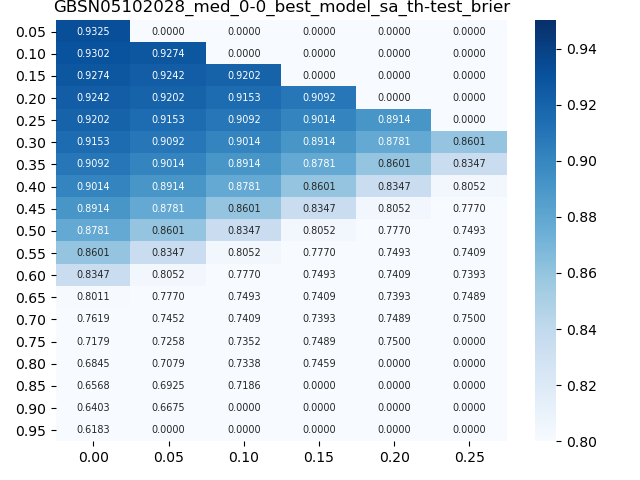 GBSN05102028_med_0-0_best_model_sa_th-test_brier
0.05 0.9325 0.0000 0.0000 0.0000 0.0000 0.0000
0.10 0.9302 0.9274 0.0000 0.0000 0.0000 0.0000
0.15 0.9274 0.9242 0.9202 0.0000 0.0000 0.0000
0.20 0.9242 0.9202 0.9153 0.9092 0.0000 0.0000
0.25 0.9202 0.9153 0.9092 0.9014 0.8914 0.0000
0.30 0.9153 0.9092 0.9014 0.8914 0.8781 0.8601
0.35 0.9092 0.9014 0.8914 0.8781 0.8601 0.8347
0.40 0.9014 0.8914 0.8781 0.8601 0.8347 0.8052
0.45 0.8914 0.8781 0.8601 0.8347 0.8052 0.7770
0.50 0.8781 0.8601 0.8347 0.8052 0.7770 0.7493
0.55 0.8601 0.8347 0.8052 0.7770 0.7493 0.7409
0.60 0.8347 0.8052 0.7770 0.7493 0.7409 0.7393
0.65 0.8011 0.7770 0.7493 0.7409 0.7393 0.7489
0.70 0.7619 0.7452 0.7409 0.7393 0.7489 0.7500
0.75 0.7179 0.7258 0.7352 0.7489 0.7500 0.0000
0.80 0.6845 0.7079 0.7338 0.7459 0.0000 0.0000
0.85 0.6568 0.6925 0.7186 0.0000 0.0000 0.0000
0.90 0.6403 0.6675 0.0000 0.0000 0.0000 0.0000
0.95 0.6183 0.0000 0.0000 0.0000 0.0000 0.0000
0.00 0.05 0.10 0.15 0.20 0.25
0.94
0.92
0.90
0.88
0.86
0.84
0.82
0.80